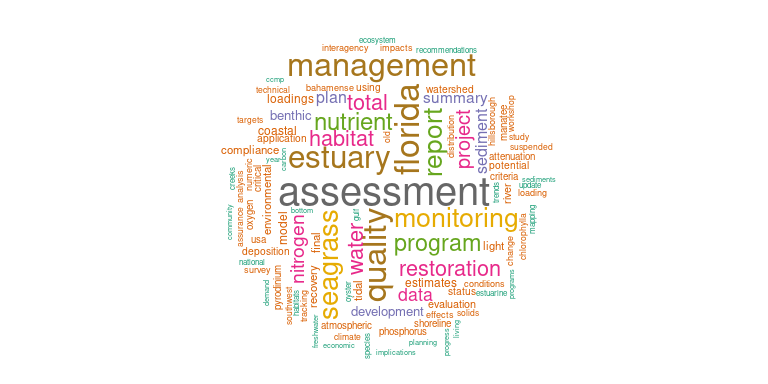 ecosystem
interagency impacts recommendations
management
ccmp
technical bahamense using watershed
loadings plan total florida summary
targets benthic nutrient report distribution project sediment hillsborough manatee workshop
coastal
application habitat old study
compliance estuary suspended
year carbon attenuation
potential
creeks assurance analysis numeric critical environmental criteria
assessment trends sediments
update
river loading
community oxygen model bottom seagrass gulf quality monitoring chlorophyll mapping
usa nitrogen final water program light change
deposition
national
survey restoration
demand pyrodinium southwest habitats tracking recovery oyster tidal data estimates conditions programs
status estuarine
evaluation
development effects solids
freshwater atmospheric shoreline
climate species phosphorus progress living
economic planning
implications